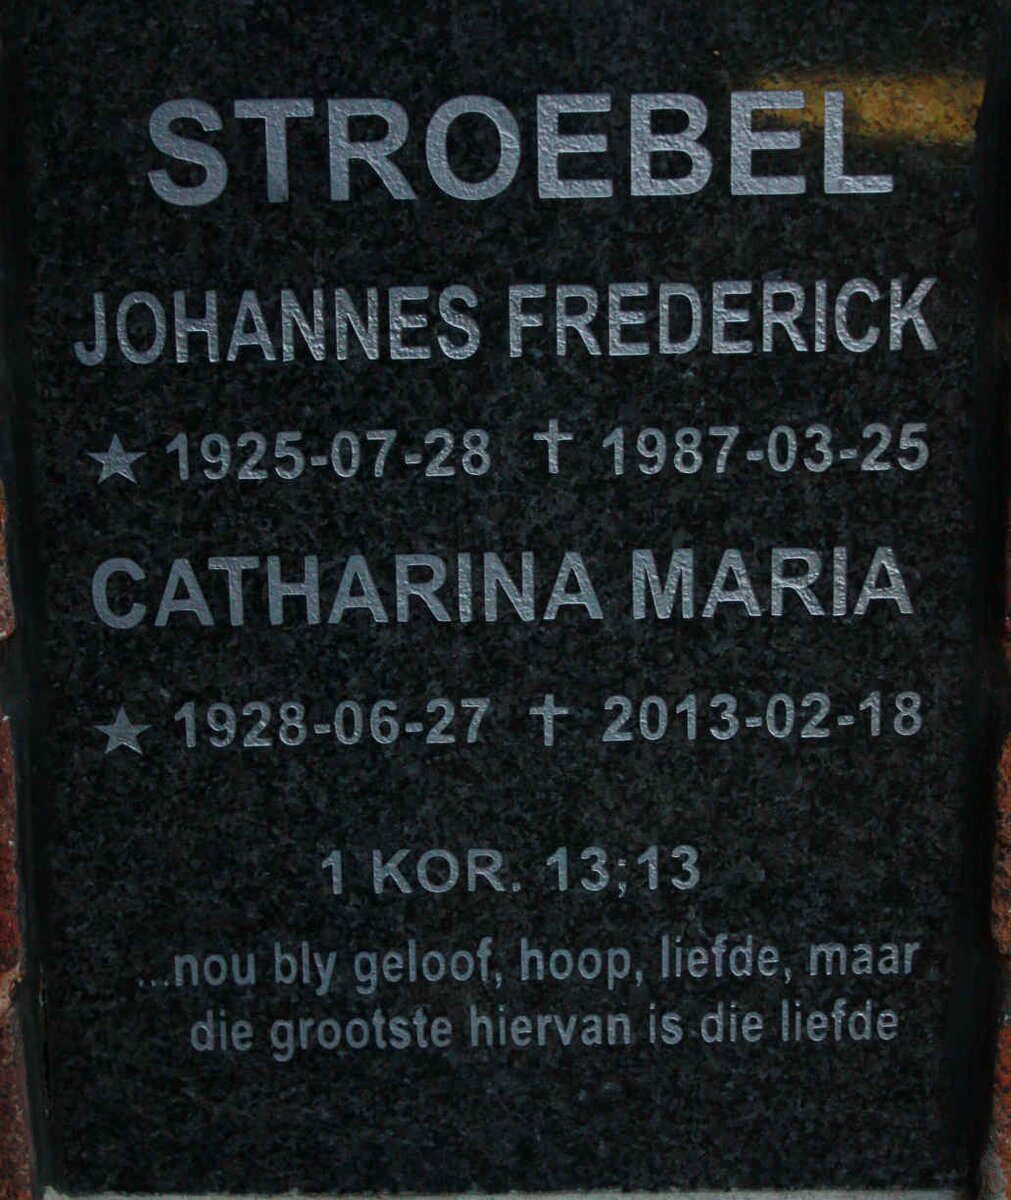 STROEBEL
JOHANNES FREDERICK
★ 1925-07-28 ✝ 1987-03-25
CATHARINA MARIA
★ 1928-06-27 ✝ 2013-02-18
1 KOR. 13;13
...nou bly geloof, hoop, liefde, maar
die grootste hiervan is die liefde